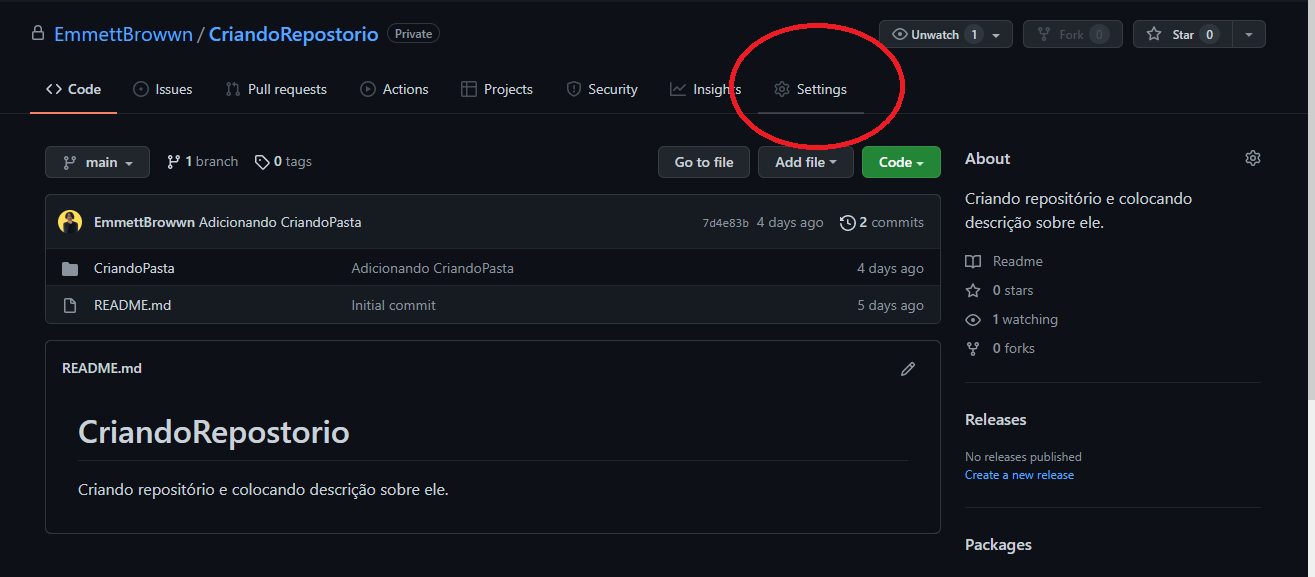 EmmettBrowwn / CriandoRepostorio Private Unwatch 1 Fork 0 Star 0
Code Issues Pull requests Actions Projects Security Insights Settings
main 1 branch 0 tags Go to file Add file Code
EmmettBrowwn Adicionando CriandoPasta 7d4e83b 4 days ago 2 commits
CriandoPasta Adicionando CriandoPasta 4 days ago
README.md Initial commit 5 days ago
README.md
CriandoRepostorio
Criando repositório e colocando descrição sobre ele.
About
Criando repositório e colocando
descrição sobre ele.
Readme
0 stars
1 watching
0 forks
Releases
No releases published
Create a new release
Packages